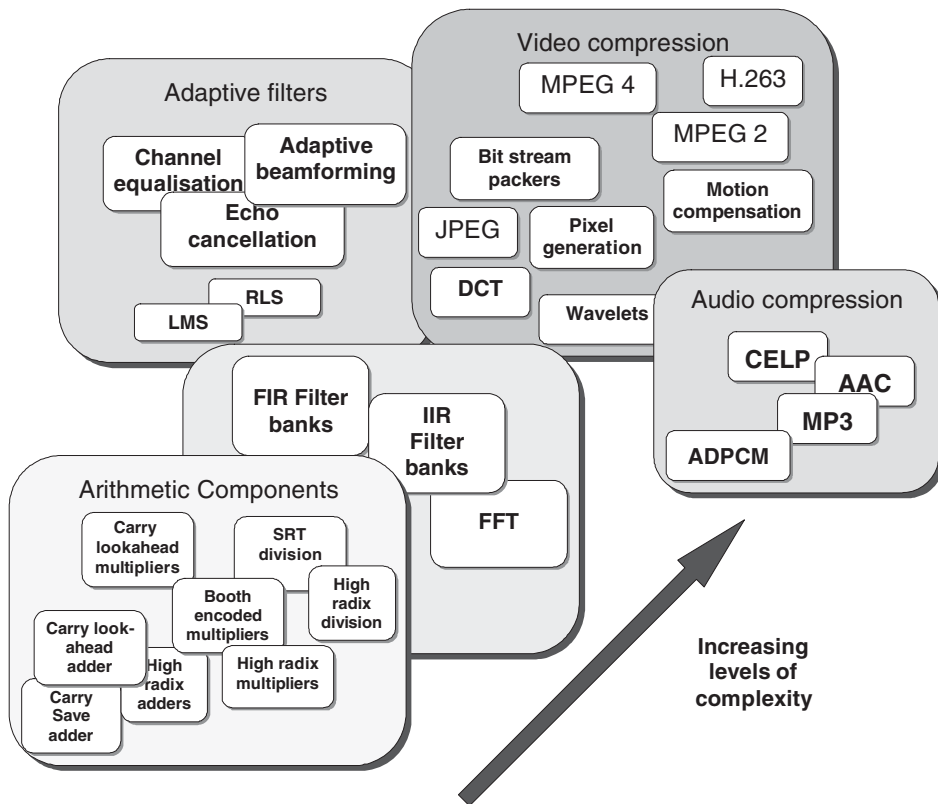 Adaptive filters
Channel
equalisation
Adaptive
beamforming
Echo
cancellation
RLS
LMS
Video compression
MPEG 4
H.263
MPEG 2
Bit stream
packers
Motion
compensation
JPEG
Pixel
generation
DCT
Wavelets
Audio compression
CELP
AAC
MP3
ADPCM
FIR Filter
banks
IIR
Filter
banks
FFT
Arithmetic Components
Carry
lookahead
multipliers
SRT
division
Booth
encoded
multipliers
High
radix
division
Carry look-
ahead
adder
High
radix
adders
High radix
multipliers
Carry
Save
adder
Increasing
levels of
complexity